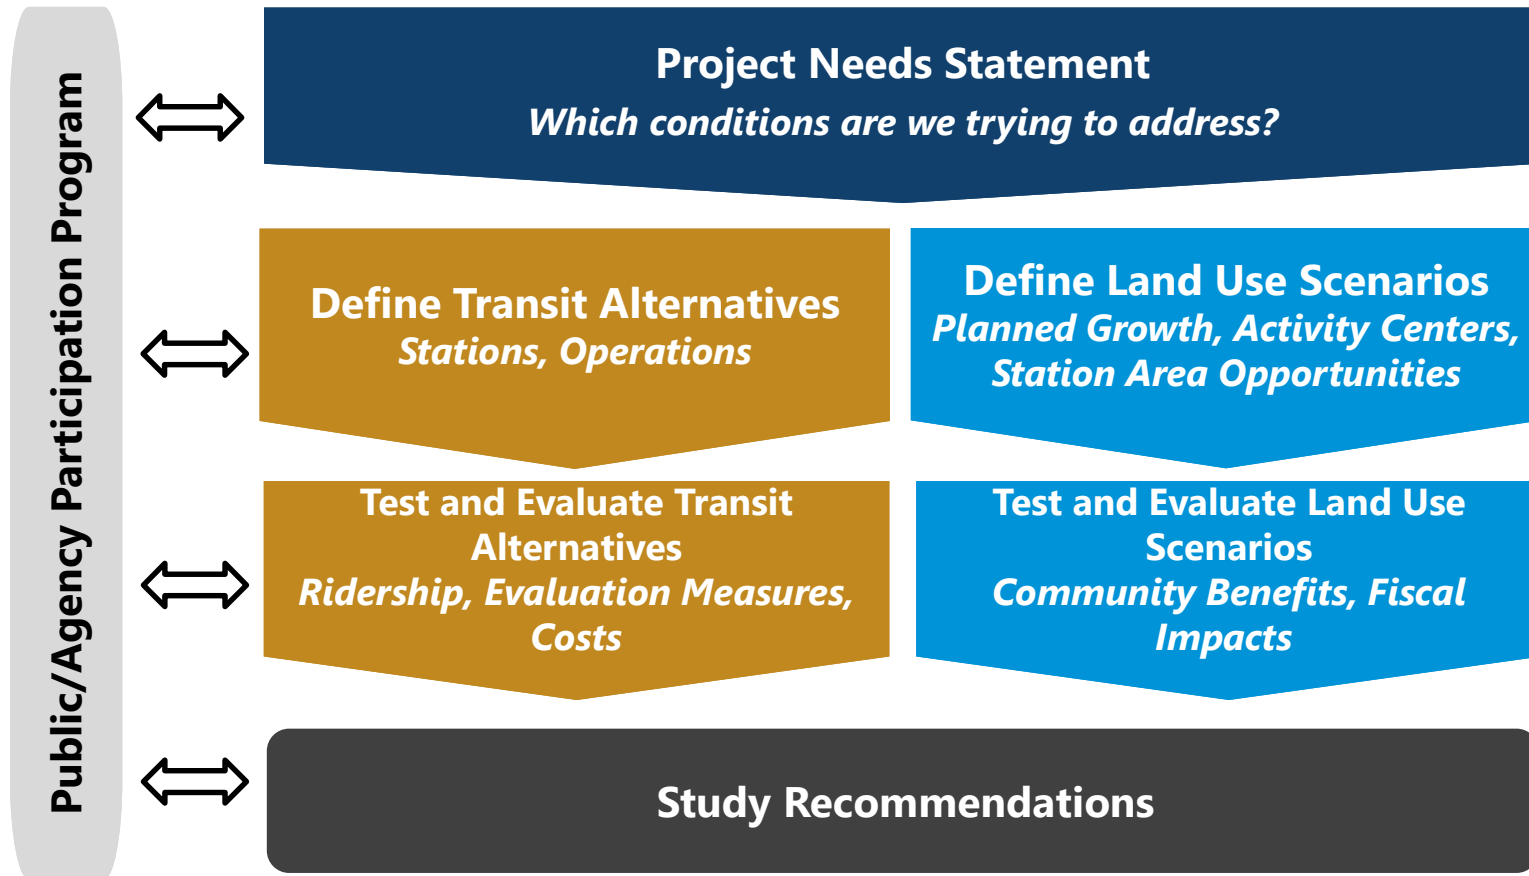 Public/Agency Participation Program
Project Needs Statement
Which conditions are we trying to address?
Define Transit Alternatives
Stations, Operations
Define Land Use Scenarios
Planned Growth, Activity Centers,
Station Area Opportunities
Test and Evaluate Transit
Alternatives
Ridership, Evaluation Measures,
Costs
Test and Evaluate Land Use
Scenarios
Community Benefits, Fiscal
Impacts
Study Recommendations